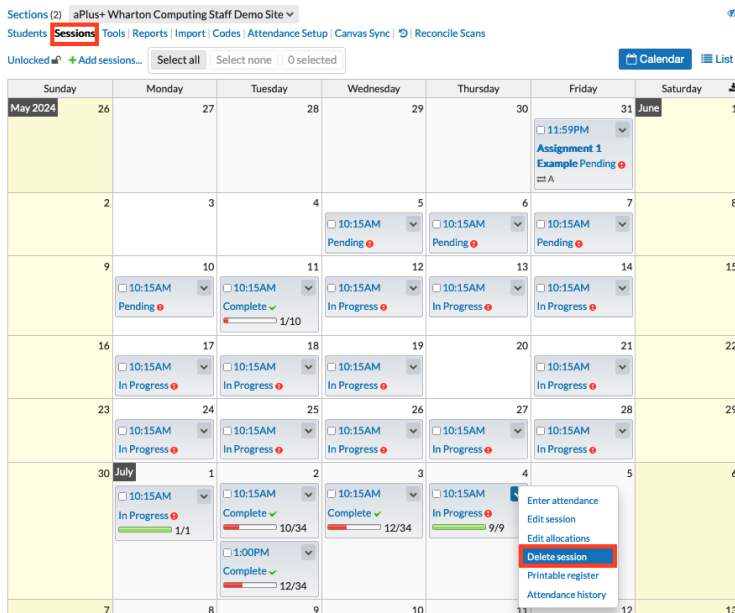 Sections (2) aPlus+ Wharton Computing Staff Demo Site
Students Sessions Tools | Reports | Import | Codes | Attendance Setup | Canvas Sync | Reconcile Scans
Unlocked + Add sessions... Select all Select none 0 selected Calendar List
Sunday Monday Tuesday Wednesday Thursday Friday Saturday
May 2024 26 27 28 29 30 31 June 1
11:59PM
Assignment 1
Example Pending
A
2 3 4 5 6 7 8
10:15AM 10:15AM 10:15AM
Pending Pending Pending
9 10 11 12 13 14 15
10:15AM 10:15AM 10:15AM 10:15AM 10:15AM
Pending Complete In Progress In Progress In Progress
1/10
16 17 18 19 20 21 22
10:15AM 10:15AM 10:15AM 10:15AM
In Progress In Progress In Progress In Progress
23 24 25 26 27 28 29
10:15AM 10:15AM 10:15AM 10:15AM 10:15AM
In Progress In Progress In Progress In Progress In Progress
30 July 1 2 3 4 5 6
10:15AM 10:15AM 10:15AM 10:15AM
In Progress Complete Complete In Progress
1/1 10/34 12/34 9/9
1:00PM
Complete
12/34
Enter attendance
Edit session
Edit allocations
Delete session
Printable register
Attendance history
7 8 9 10 11 12 13